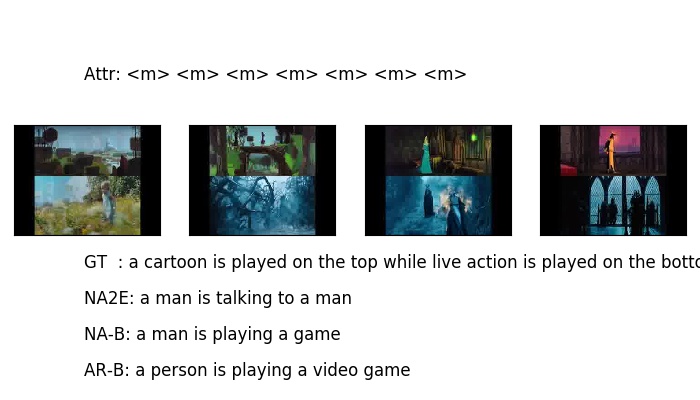 Attr: <m> <m> <m> <m> <m> <m> <m>
GT : a cartoon is played on the top while live action is played on the botto
NA2E: a man is talking to a man
NA-B: a man is playing a game
AR-B: a person is playing a video game